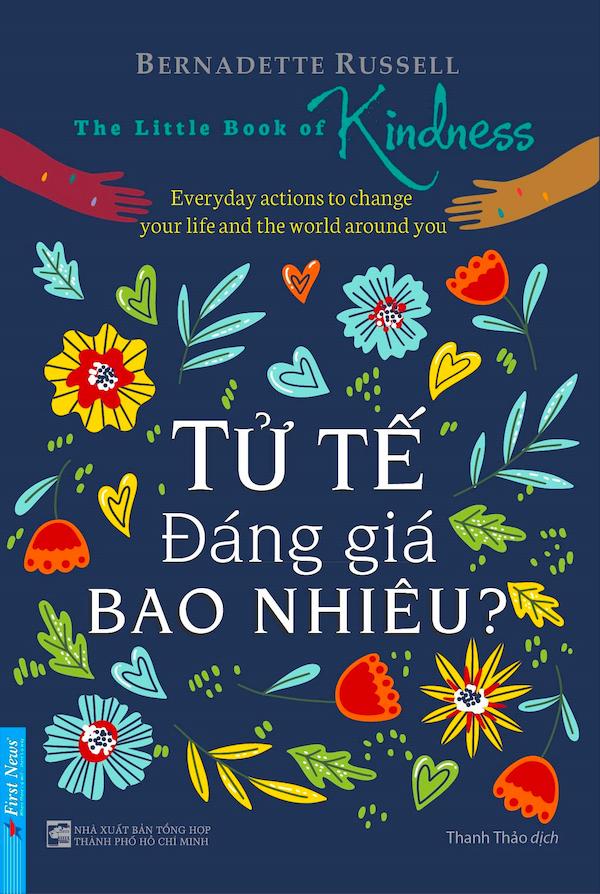 BERNADETTE RUSSELL
The Little Book of Kindness
Everyday actions to change
your life and the world around you
TỬ TẾ
Đáng giá
BAO NHIÊU?
First News
NHÀ XUẤT BẢN TỔNG HỢP
THÀNH PHỐ HỒ CHÍ MINH
Thanh Thảo dịch